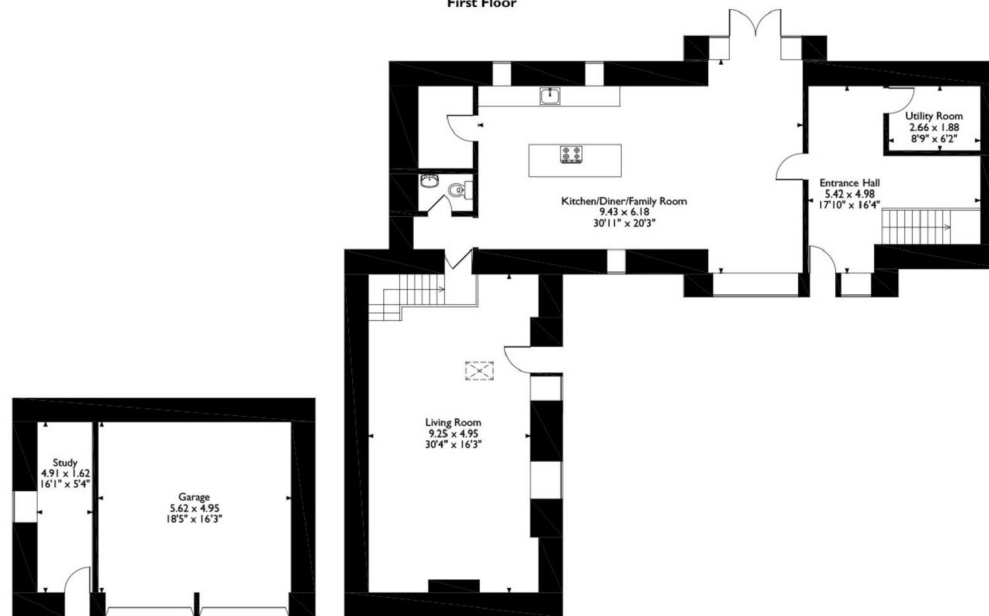 First Floor
Utility Room
2.66 x 1.88
8'9" x 6'2"
Entrance Hall
5.42 x 4.98
17'10" x 16'4"
Kitchen/Diner/Family Room
9.43 x 6.18
30'11" x 20'3"
Living Room
9.25 x 4.95
30'4" x 16'3"
Study
4.91 x 1.62
16'1" x 5'4"
Garage
5.62 x 4.95
18'5" x 16'3"